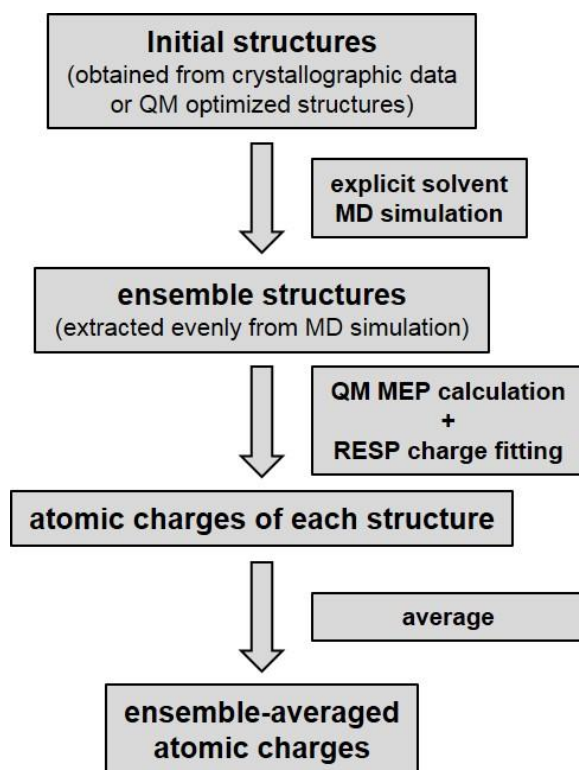 Initial structures
(obtained from crystallographic data
or QM optimized structures)
explicit solvent
MD simulation
ensemble structures
(extracted evenly from MD simulation)
QM MEP calculation
+
RESP charge fitting
atomic charges of each structure
average
ensemble-averaged
atomic charges